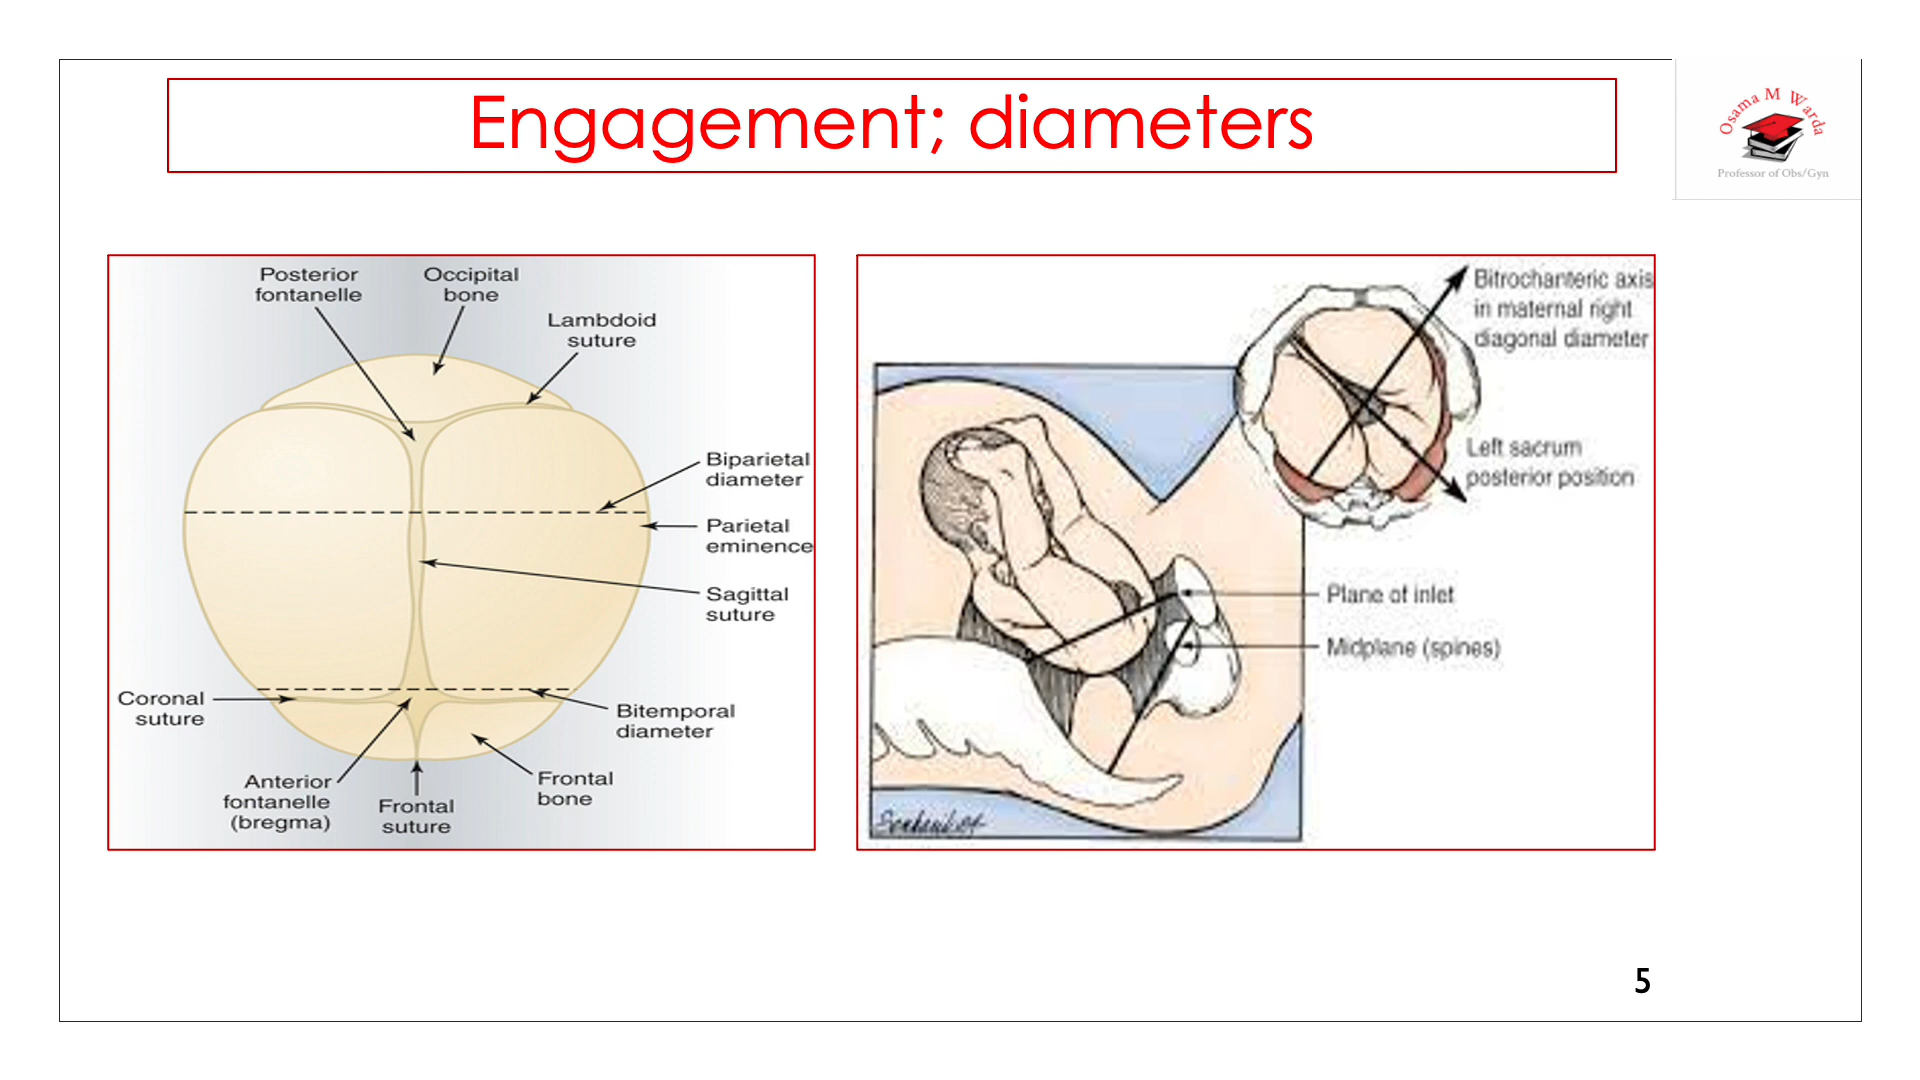 Engagement; diameters
Osama M Warda
Professor of Obs/Gyn
Posterior
fontanelle
Occipital
bone
Lambdoid
suture
Biparietal
diameter
Parietal
eminence
Sagittal
suture
Coronal
suture
Bitemporal
diameter
Anterior
fontanelle
(bregma)
Frontal
suture
Frontal
bone
Bitrochanteric axis
in maternal right
diagonal diameter
Left sacrum
posterior position
Plane of inlet
Midplane (spines)
5